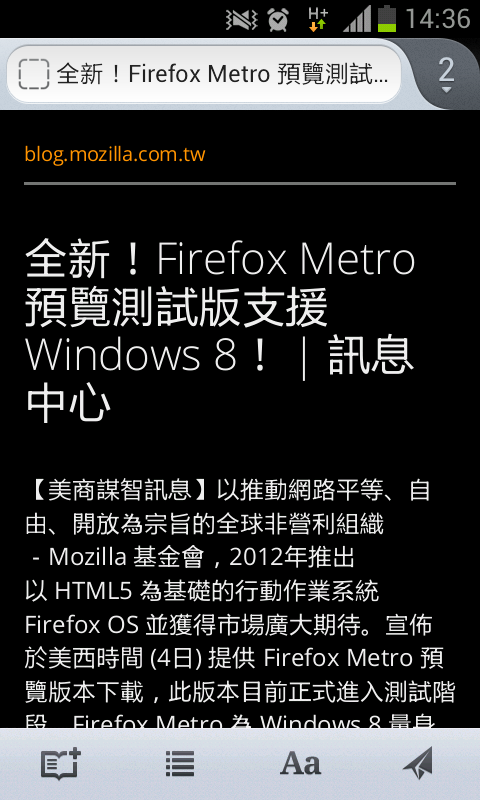 H+
14:36
全新！Firefox Metro 預覽測試...
2
blog.mozilla.com.tw
全新！Firefox Metro
預覽測試版支援
Windows 8！ | 訊息
中心
【美商謀智訊息】以推動網路平等、自
由、開放為宗旨的全球非營利組織
- Mozilla 基金會，2012年推出
以 HTML5 為基礎的行動作業系統
Firefox OS 並獲得市場廣大期待。宣佈
於美西時間 (4日) 提供 Firefox Metro 預
覽版本下載，此版本目前正式進入測試階
段。Firefox Metro 為 Windows 8 量身
Aa